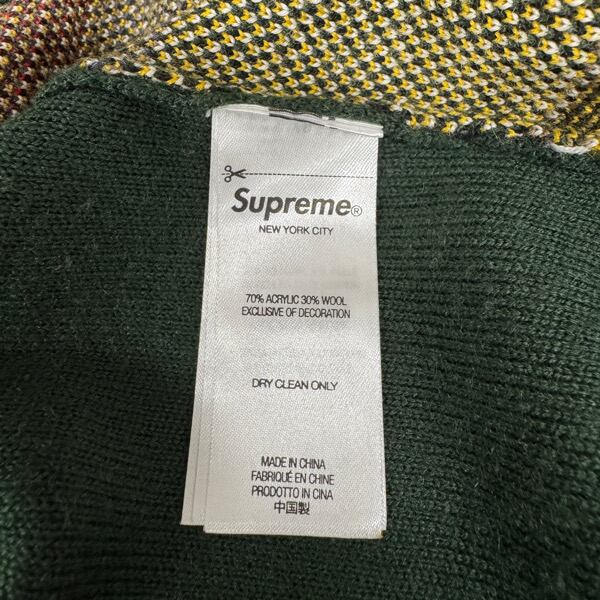 Supreme®
NEW YORK CITY
70% ACRYLIC 30% WOOL
EXCLUSIVE OF DECORATION
DRY CLEAN ONLY
MADE IN CHINA
FABRIQUÉ EN CHINE
PRODOTTO IN CINA
中国製